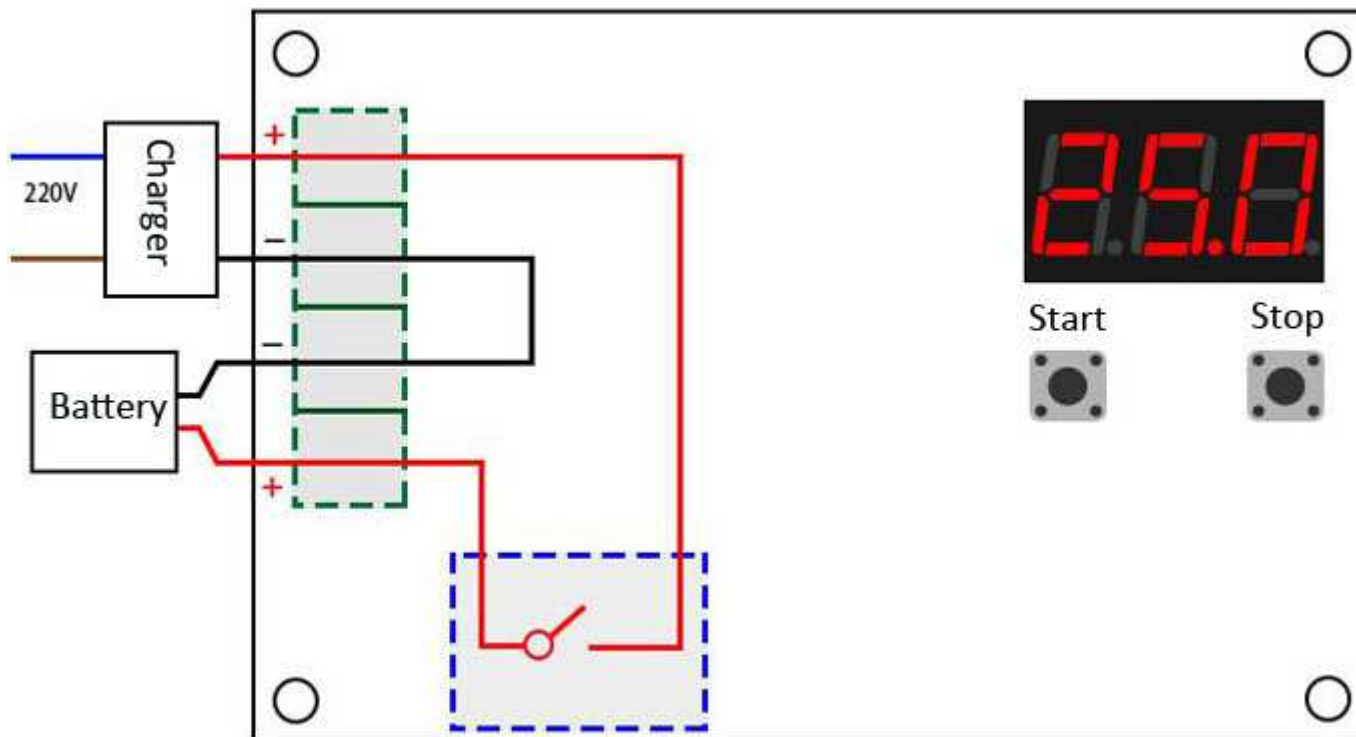 +
Charger
220V
–
25.0
Start
Stop
–
Battery
+